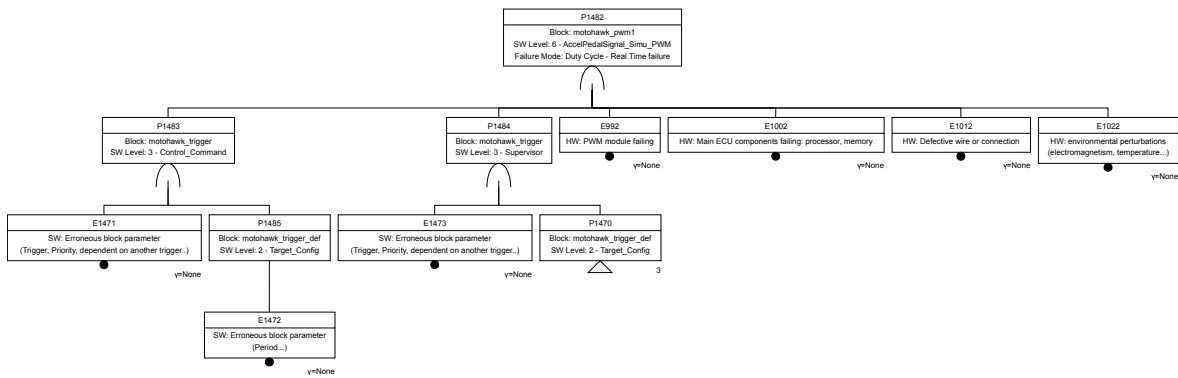 P1482
Block: motohawk_pwm1
SW Level: 6 - AccelPedalSignal_Simu_PWM
Failure Mode: Duty Cycle - Real Time failure
P1483
Block: motohawk_trigger
SW Level: 3 - Control_Command
P1484
Block: motohawk_trigger
SW Level: 3 - Supervisor
E992
HW: PWM module failing
γ=None
E1002
HW: Main ECU components failing: processor, memory
γ=None
E1012
HW: Defective wire or connection
γ=None
E1022
HW: environmental perturbations
(electromagnetism, temperature...)
γ=None
E1471
SW: Erroneous block parameter
(Trigger, Priority, dependent on another trigger..)
γ=None
P1485
Block: motohawk_trigger_def
SW Level: 2 - Target_Config
E1473
SW: Erroneous block parameter
(Trigger, Priority, dependent on another trigger..)
γ=None
P1470
Block: motohawk_trigger_def
SW Level: 2 - Target_Config
3
E1472
SW: Erroneous block parameter
(Period...)
γ=None